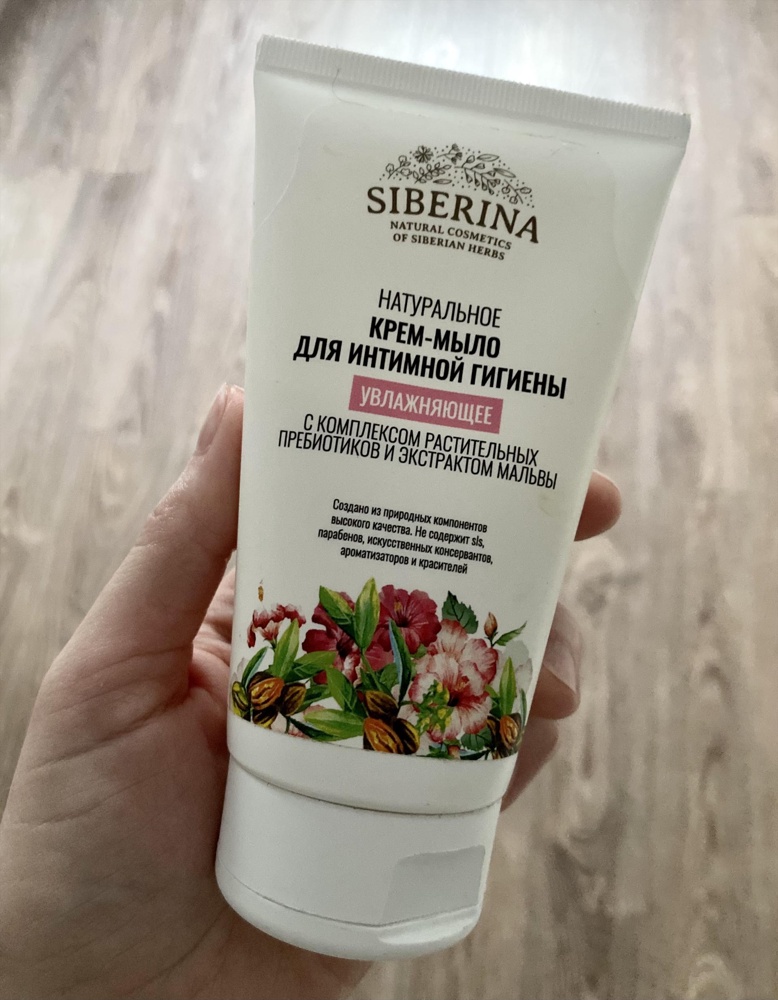 SIBERINA
NATURAL COSMETICS
OF SIBERIAN HERBS
НАТУРАЛЬНОЕ
КРЕМ-МЫЛО
ДЛЯ ИНТИМНОЙ ГИГИЕНЫ
УВЛАЖНЯЮЩЕЕ
С КОМПЛЕКСОМ РАСТИТЕЛЬНЫХ
ПРЕБИОТИКОВ И ЭКСТРАКТОМ МАЛЬВЫ
Создано из природных компонентов
высокого качества. Не содержит sls,
парабенов, искусственных консервантов,
ароматизаторов и красителей